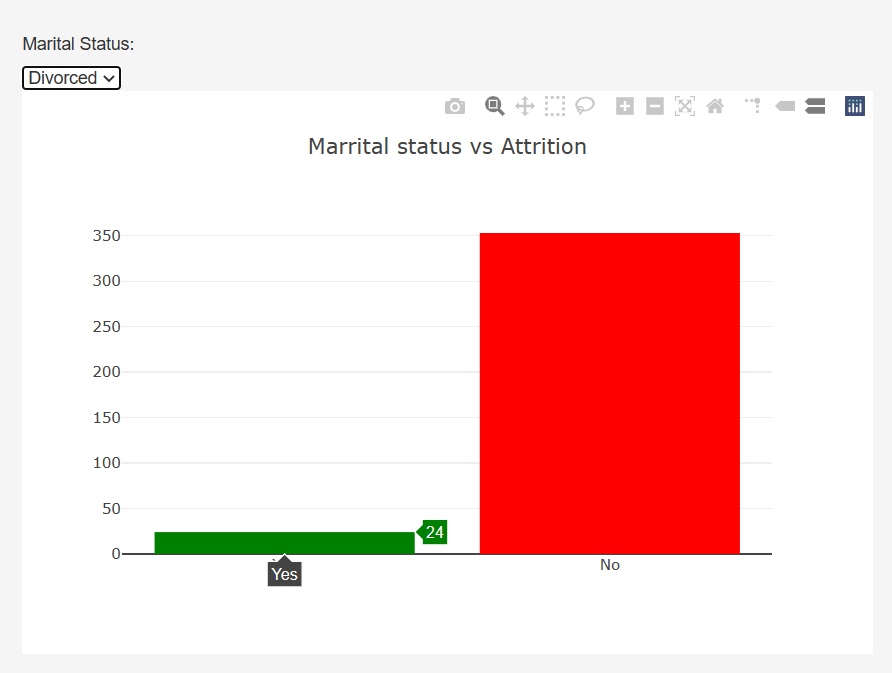 Marital Status:
Divorced
Marrital status vs Attrition
350
300
250
200
150
100
50
0
24
Yes
No